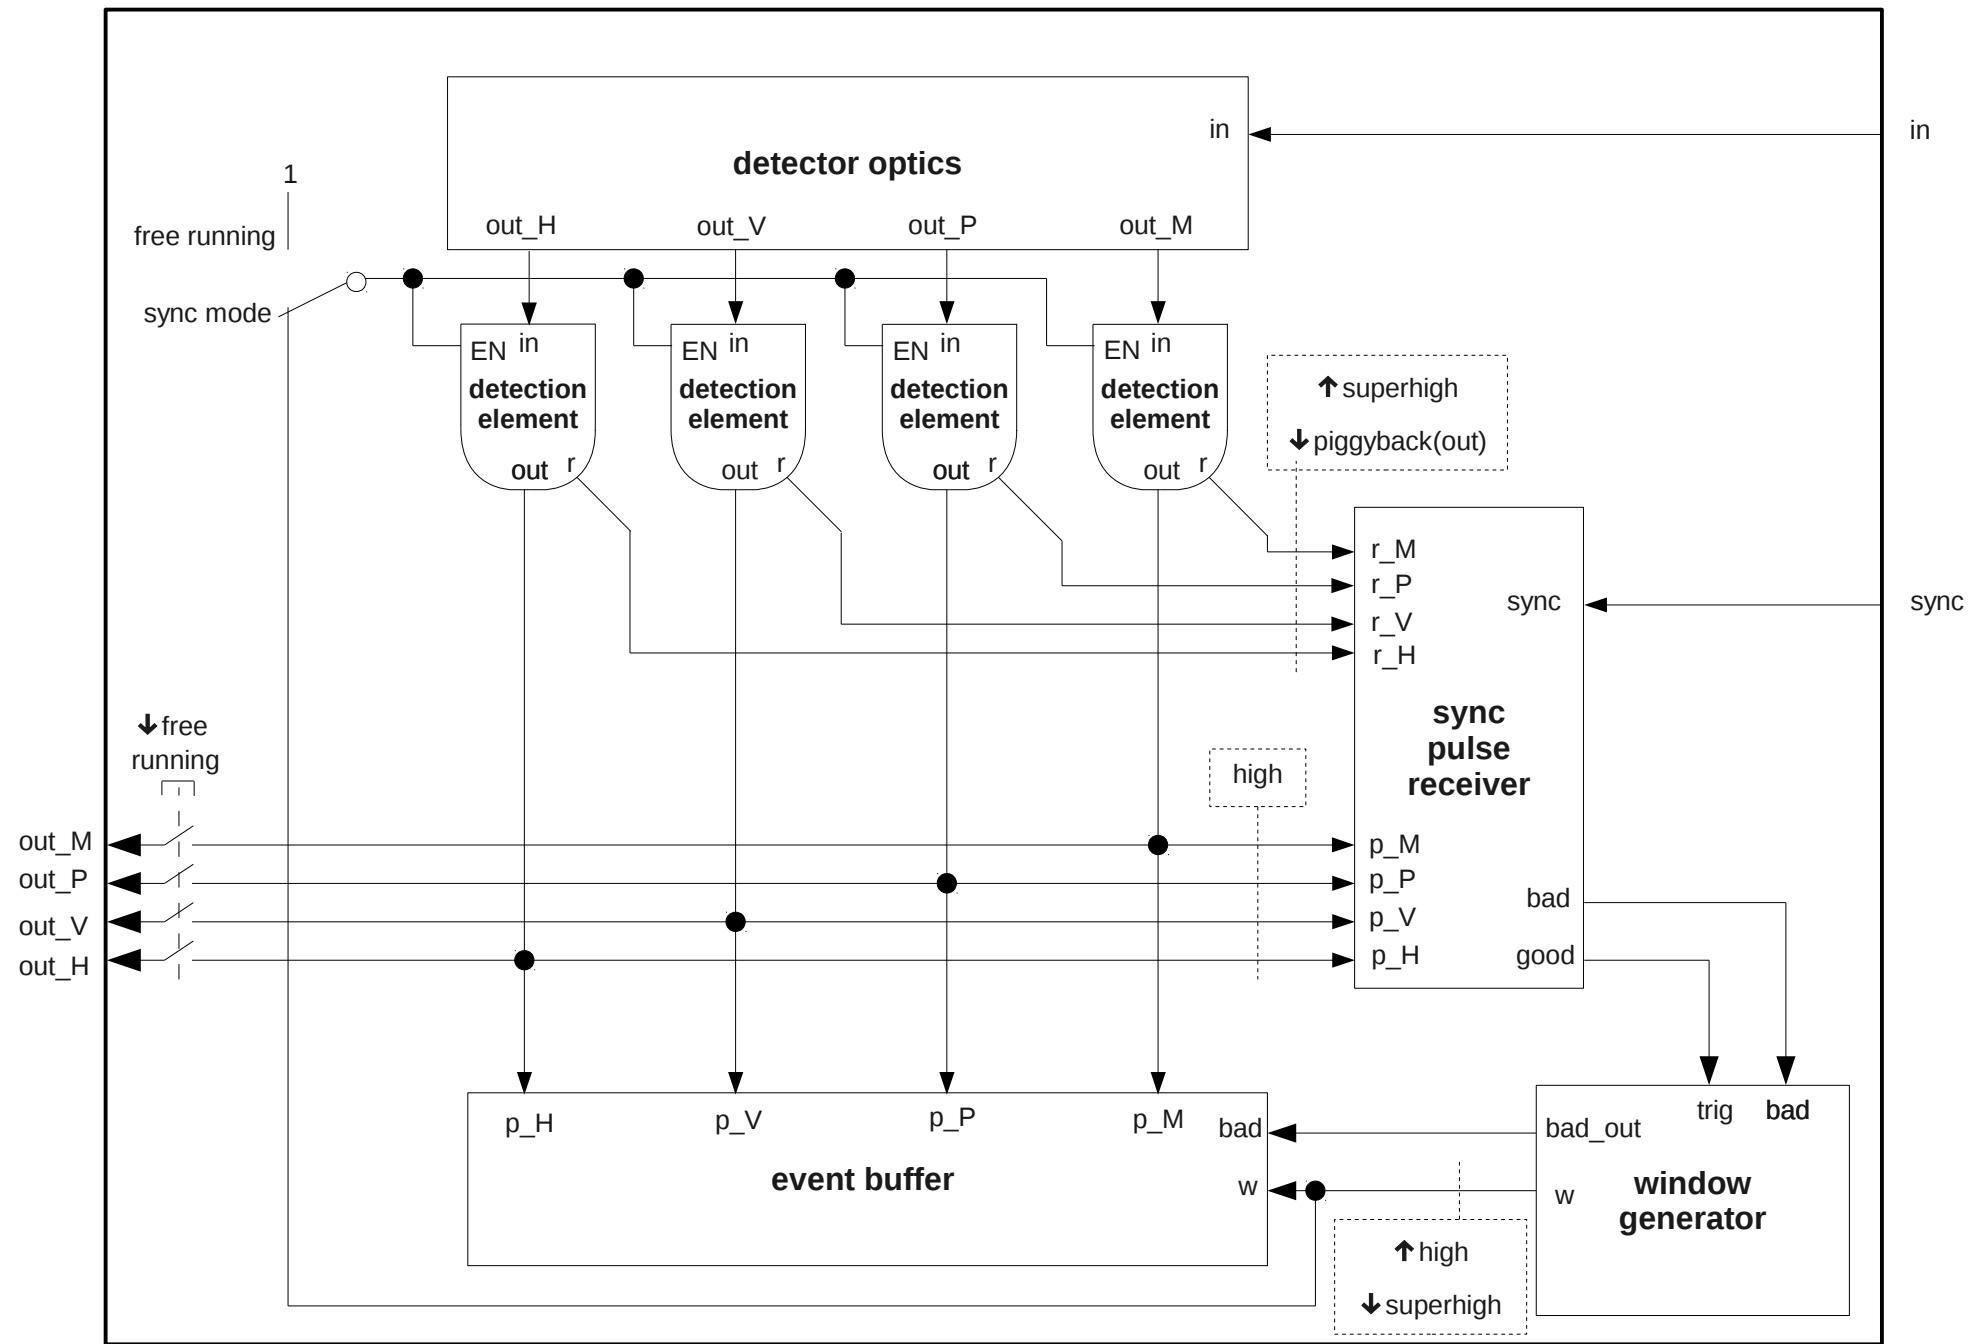 in
in
detector optics
1
out_H
out_V
out_P
out_M
free running
sync mode
EN in
detection
element
out r
EN in
detection
element
out r
EN in
detection
element
out r
EN in
detection
element
out r
↑ superhigh
↓ piggyback(out)
r_M
r_P
r_V
r_H
sync
sync
sync
pulse
receiver
↓ free
running
high
out_M
out_P
out_V
out_H
p_M
p_P
p_V
p_H
bad
good
p_H
p_V
p_P
p_M
bad
w
event buffer
trig
bad
bad_out
w
window
generator
↑ high
↓ superhigh